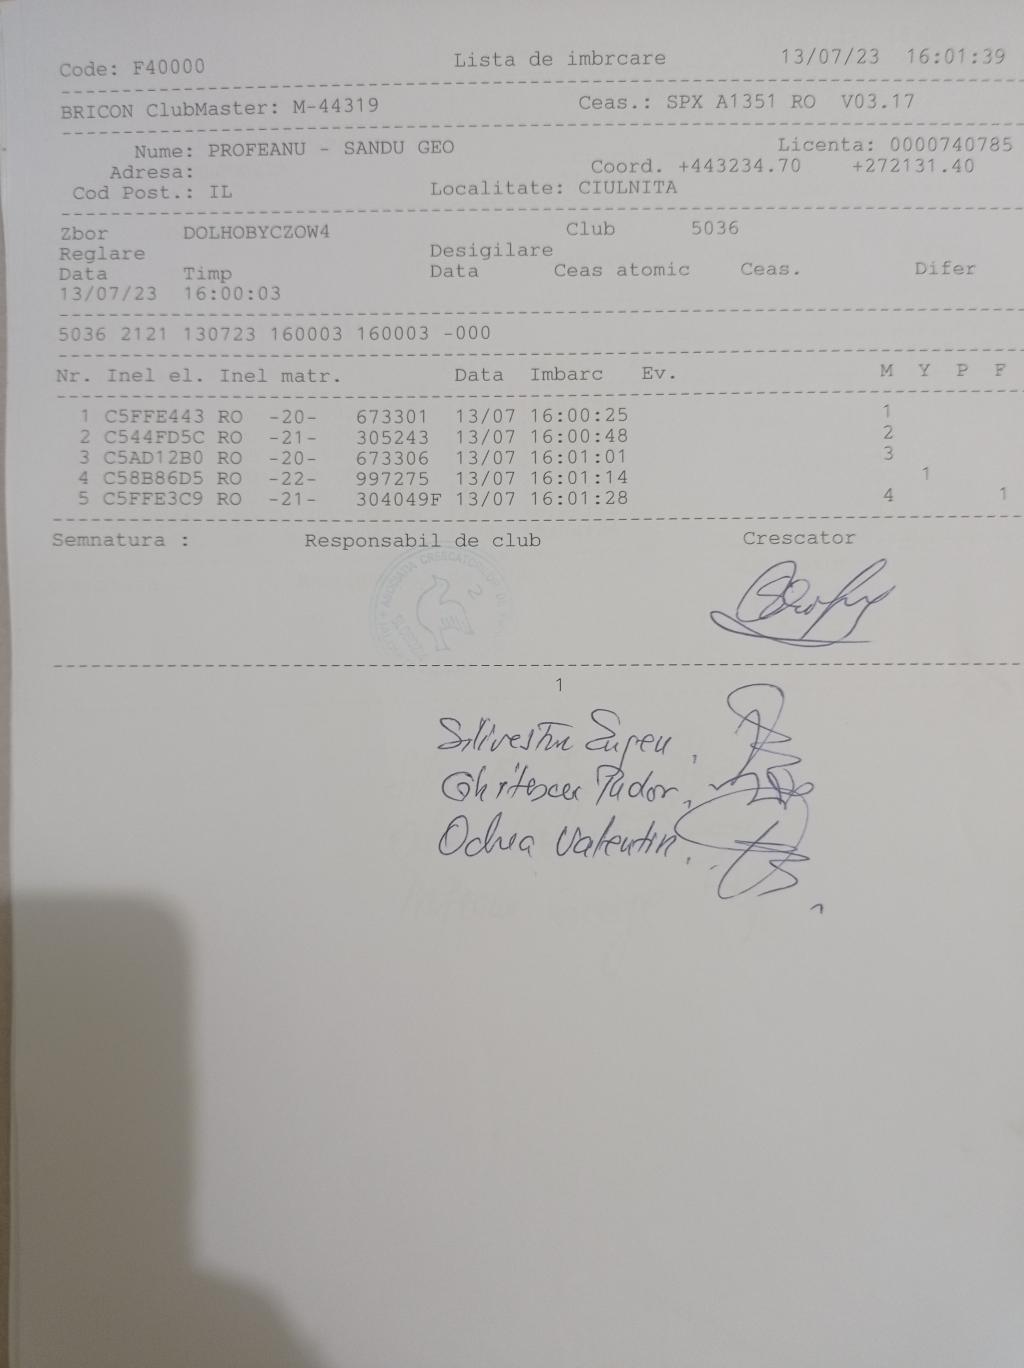 Code: F40000 Lista de imbrcare 13/07/23 16:01:39
BRICON ClubMaster: M-44319 Ceas.: SPX A1351 RO V03.17
Nume: PROFEANU - SANDU GEO Licenta: 0000740785
Adresa: Coord. +443234.70 +272131.40
Cod Post.: IL Localitate: CIULNITA
Zbor DOLHOBYCZOW4 Club 5036
Reglare Desigilare
Data Timp Data Ceas atomic Ceas. Difer
13/07/23 16:00:03
5036 2121 130723 160003 160003 -000
Nr. Inel el. Inel matr. Data Imbarc Ev. M Y P F
1 C5FFE443 RO -20- 673301 13/07 16:00:25 1
2 C544FD5C RO -21- 305243 13/07 16:00:48 2
3 C5AD12B0 RO -20- 673306 13/07 16:01:01 3
4 C58B86D5 RO -22- 997275 13/07 16:01:14 1
5 C5FFE3C9 RO -21- 304049F 13/07 16:01:28 4 1
Semnatura : Responsabil de club Crescator
1
Silivestru Eugen
Tudor
Ochea Valentin